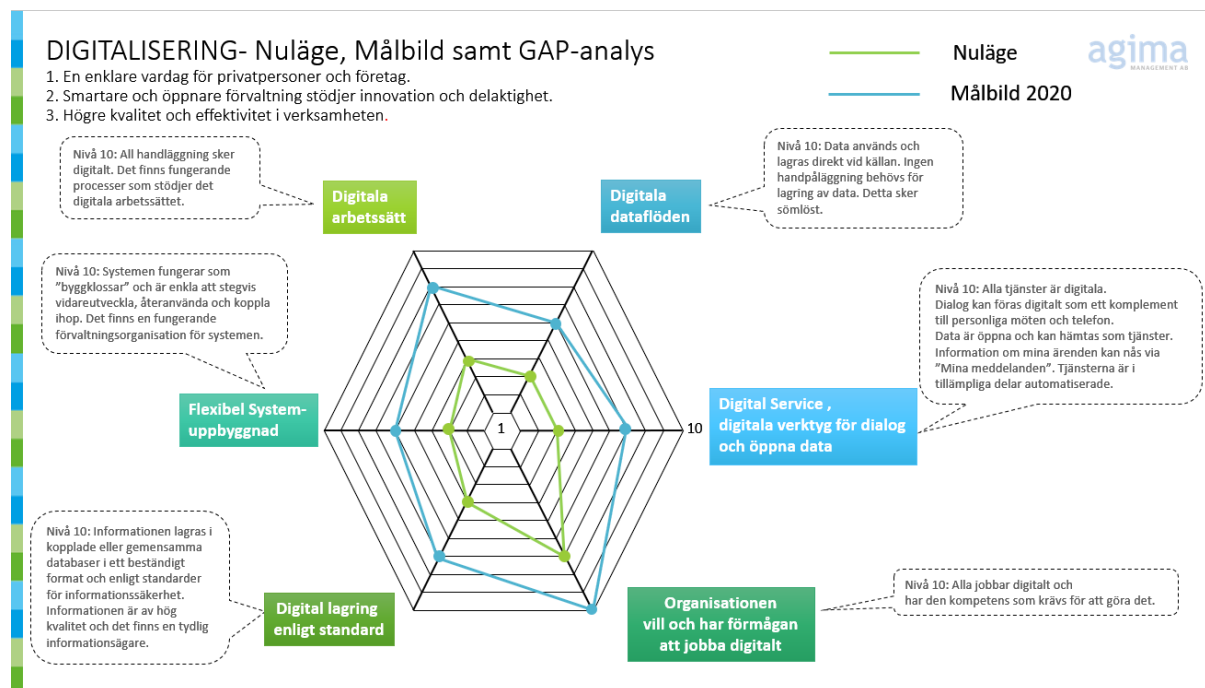 DIGITALISERING- Nuläge, Målbild samt GAP-analys
1. En enklare vardag för privatpersoner och företag.
2. Smartare och öppnare förvaltning stödjer innovation och delaktighet.
3. Högre kvalitet och effektivitet i verksamheten.
Nuläge
Målbild 2020
agima
MANAGEMENT AB
Nivå 10: All handläggning sker
digitalt. Det finns fungerande
processer som stödjer det
digitala arbetssättet.
Digitala
arbetssätt
Digitala
dataflöden
Nivå 10: Data används och
lagras direkt vid källan. Ingen
handpåläggning behövs för
lagring av data. Detta sker
sömlöst.
Nivå 10: Systemen fungerar som
”byggklossar” och är enkla att stegvis
vidareutveckla, återanvända och koppla
ihop. Det finns en fungerande
förvaltningsorganisation för systemen.
Nivå 10: Alla tjänster är digitala.
Dialog kan föras digitalt som ett komplement
till personliga möten och telefon.
Data är öppna och kan hämtas som tjänster.
Information om mina ärenden kan nås via
”Mina meddelanden”. Tjänsterna är i
tillämpliga delar automatiserade.
Flexibel System-
uppbyggnad
1
10
Digital Service ,
digitala verktyg för dialog
och öppna data
Nivå 10: Informationen lagras i
kopplade eller gemensamma
databaser i ett beständigt
format och enligt standarder
för informationssäkerhet.
Informationen är av hög
kvalitet och det finns en tydlig
informationsägare.
Digital lagring
enligt standard
Organisationen
vill och har förmågan
att jobba digitalt
Nivå 10: Alla jobbar digitalt och
har den kompetens som krävs för att göra det.